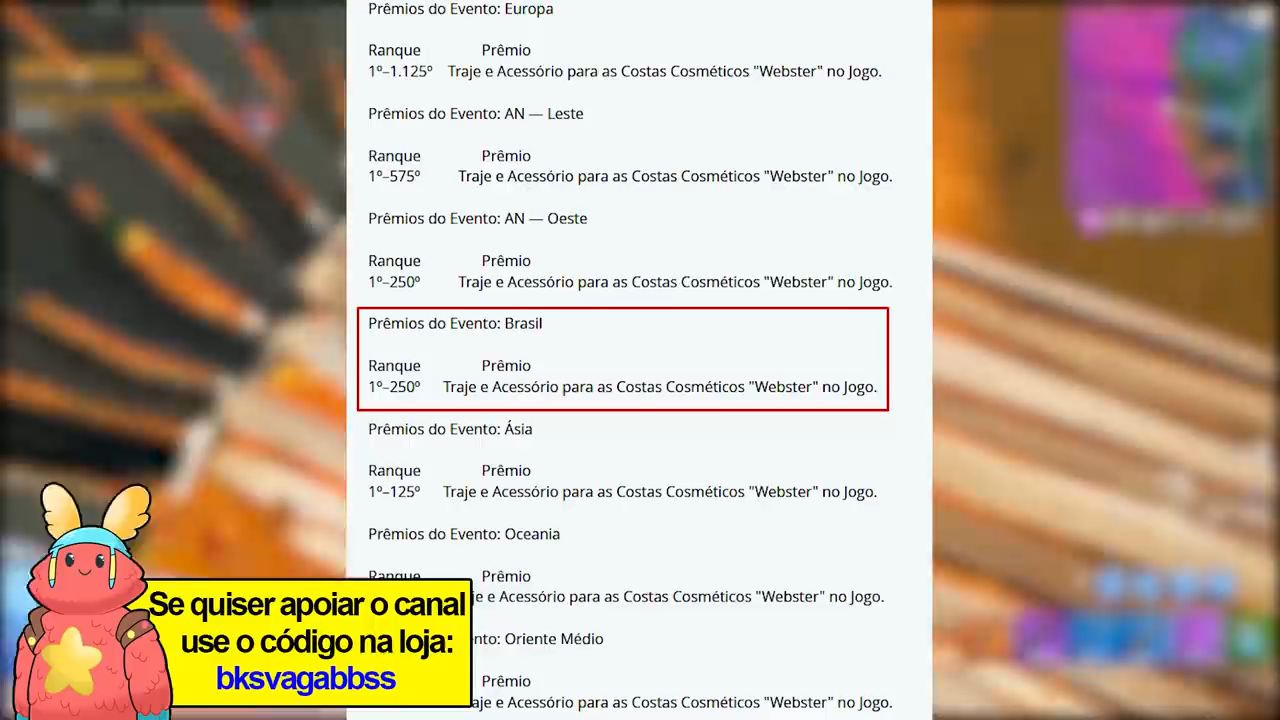 Prêmios do Evento: Europa
Ranque Prêmio
1º–1.125º Traje e Acessório para as Costas Cosméticos "Webster" no Jogo.
Prêmios do Evento: AN — Leste
Ranque Prêmio
1º–575º Traje e Acessório para as Costas Cosméticos "Webster" no Jogo.
Prêmios do Evento: AN — Oeste
Ranque Prêmio
1º–250º Traje e Acessório para as Costas Cosméticos "Webster" no Jogo.
Prêmios do Evento: Brasil
Ranque Prêmio
1º–250º Traje e Acessório para as Costas Cosméticos "Webster" no Jogo.
Prêmios do Evento: Ásia
Ranque Prêmio
1º–125º Traje e Acessório para as Costas Cosméticos "Webster" no Jogo.
Prêmios do Evento: Oceania
Ranque Prêmio
e Acessório para as Costas Cosméticos "Webster" no Jogo.
Oriente Médio
Prêmio
e Acessório para as Costas Cosméticos "Webster" no Jogo.
Se quiser apoiar o canal
use o código na loja:
bksvagabbss